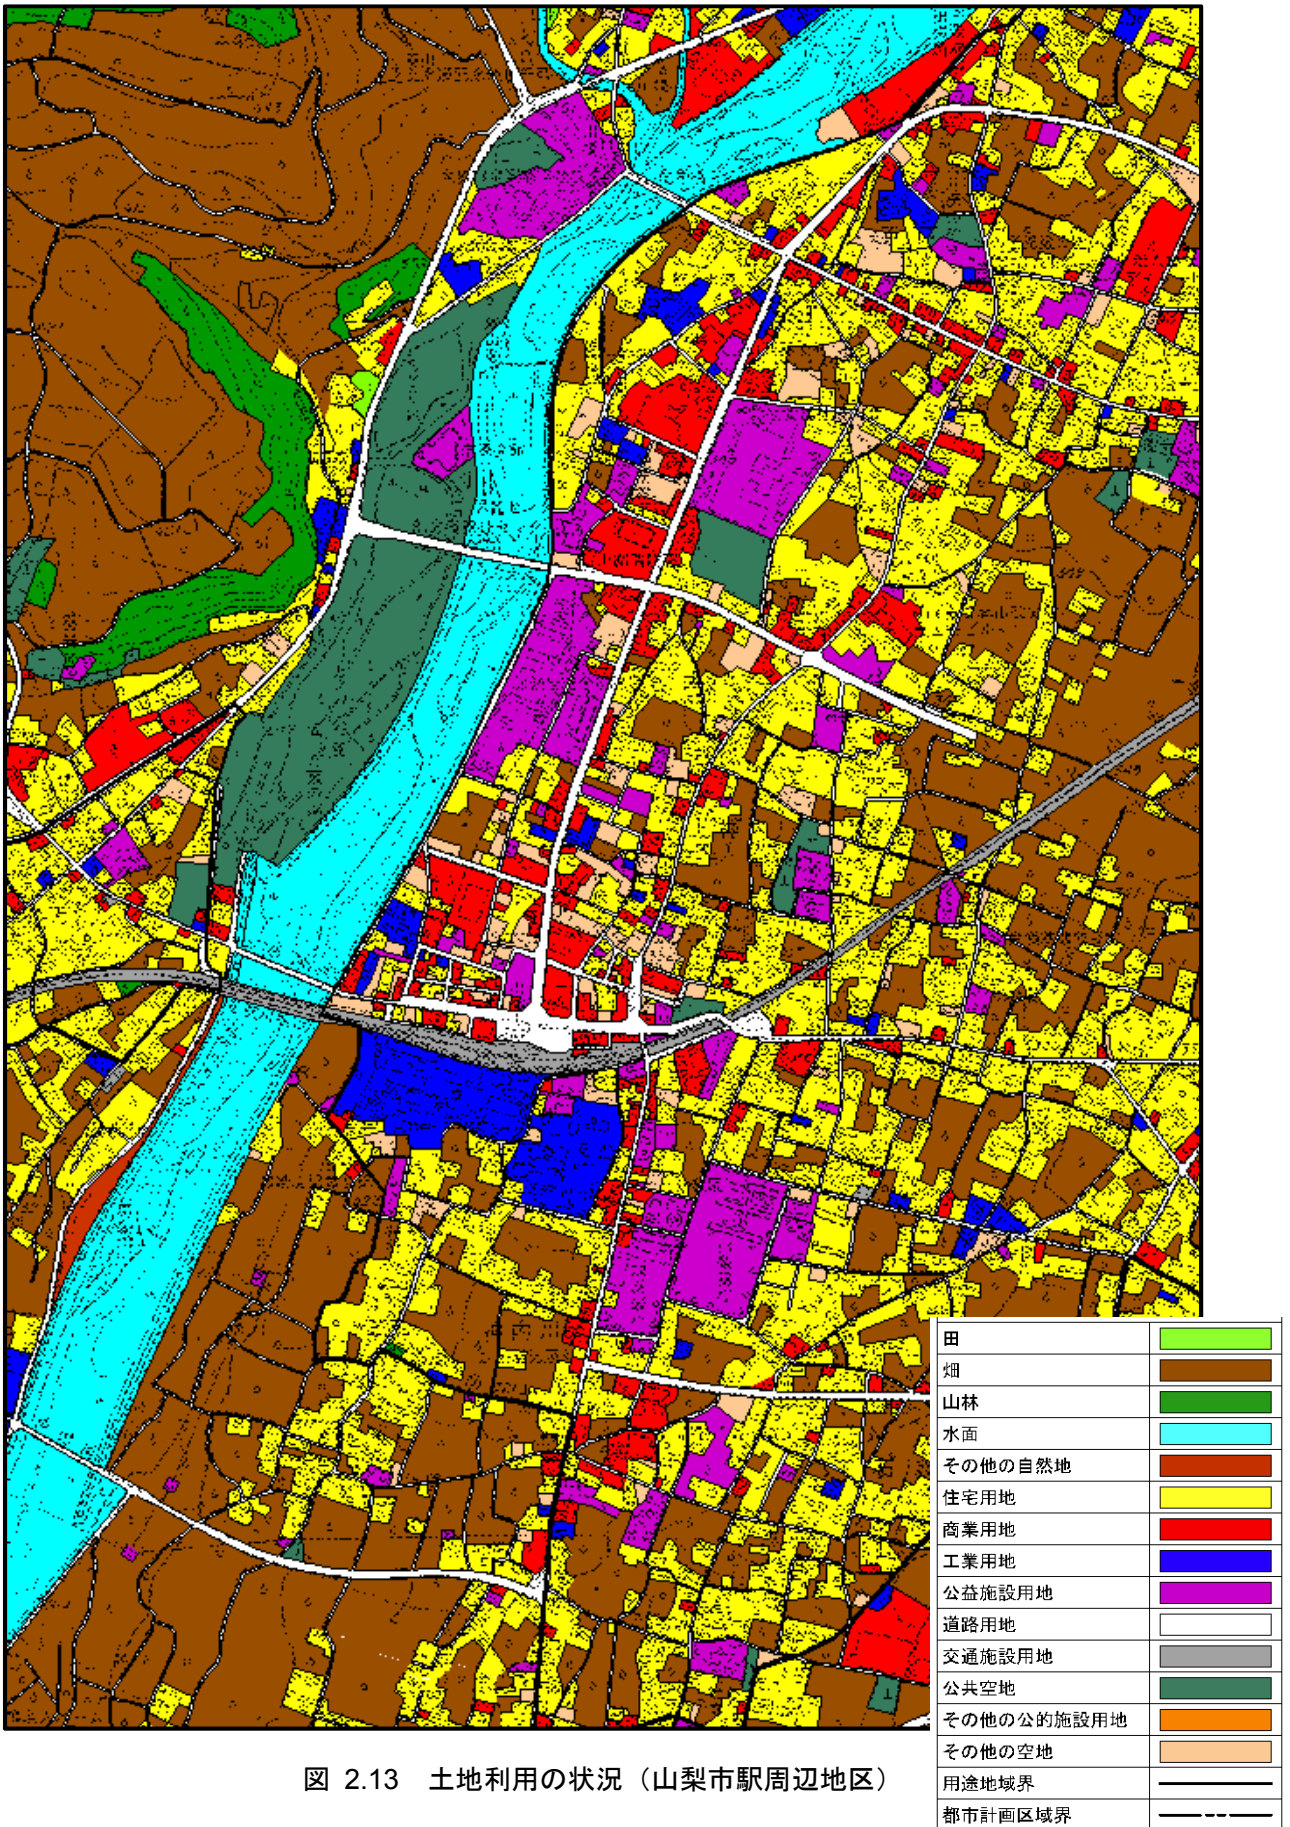 田
畑
山林
水面
その他の自然地
住宅用地
商業用地
工業用地
公益施設用地
道路用地
交通施設用地
公共空地
その他の公的施設用地
その他の空地
用途地域界
都市計画区域界
図 2.13 土地利用の状況（山梨市駅周辺地区）